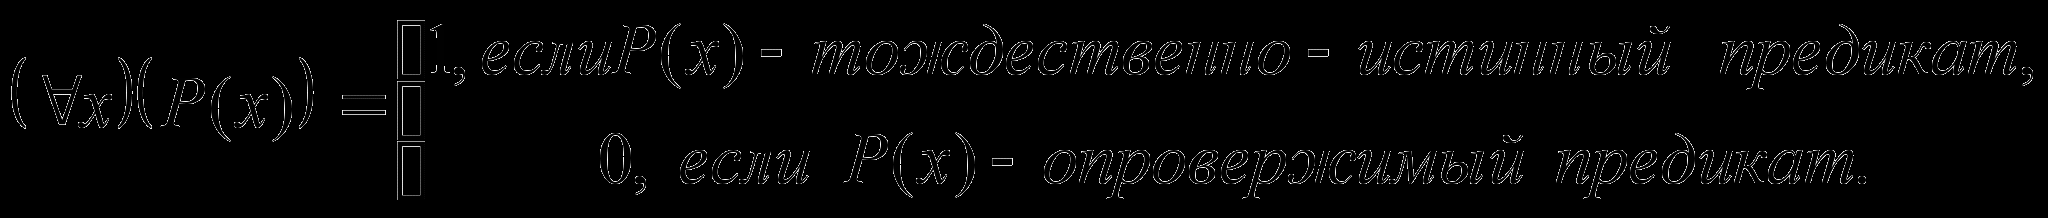 1, еслиP(x) - тождественно - истинный предикат,
(∀x)(P(x)) =
0, если P(x) - опровержимый предикат.